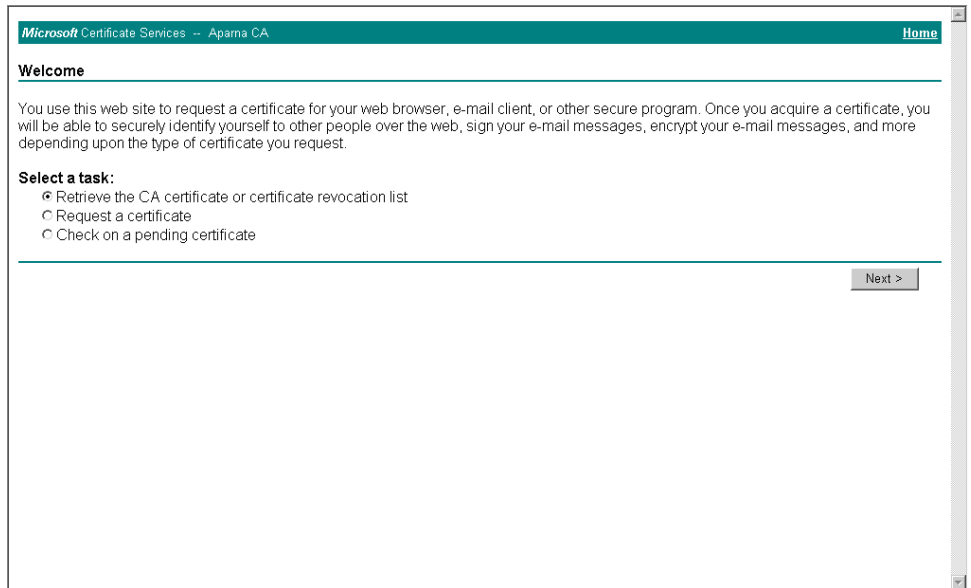 Microsoft Certificate Services -- Aparna CA Home
Welcome
You use this web site to request a certificate for your web browser, e-mail client, or other secure program. Once you acquire a certificate, you
will be able to securely identify yourself to other people over the web, sign your e-mail messages, encrypt your e-mail messages, and more
depending upon the type of certificate you request.
Select a task:
Retrieve the CA certificate or certificate revocation list
Request a certificate
Check on a pending certificate
Next >